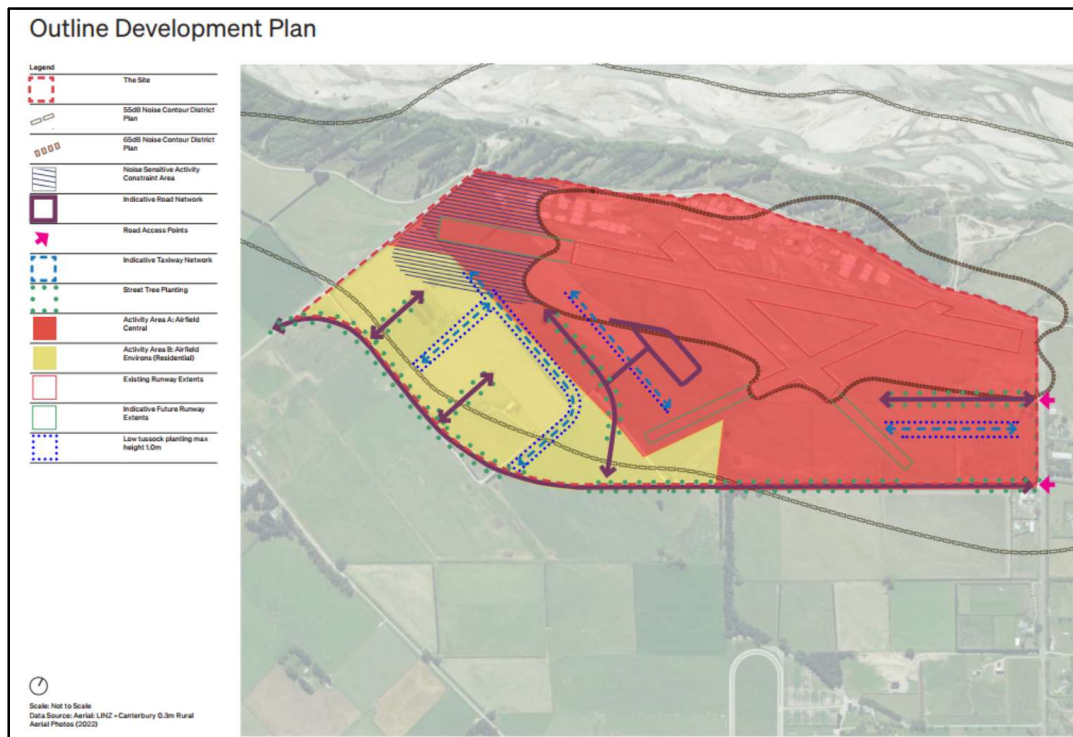 Outline Development Plan
Legend
The Site
55dB Noise Contour District
Plan
65dB Noise Contour District
Plan
Noise Sensitive Activity
Constraint Area
Indicative Road Network
Road Access Points
Indicative Taxiway Network
Street Tree Planting
Activity Area A: Airfield
Central
Activity Area B: Airfield
Environs (Residential)
Existing Runway Extents
Indicative Future Runway
Extents
Low tussock planting max
height 1.0m
Scale: Not to Scale
Data Source: Aerial: LINZ - Canterbury 0.3m Rural
Aerial Photos (2022)